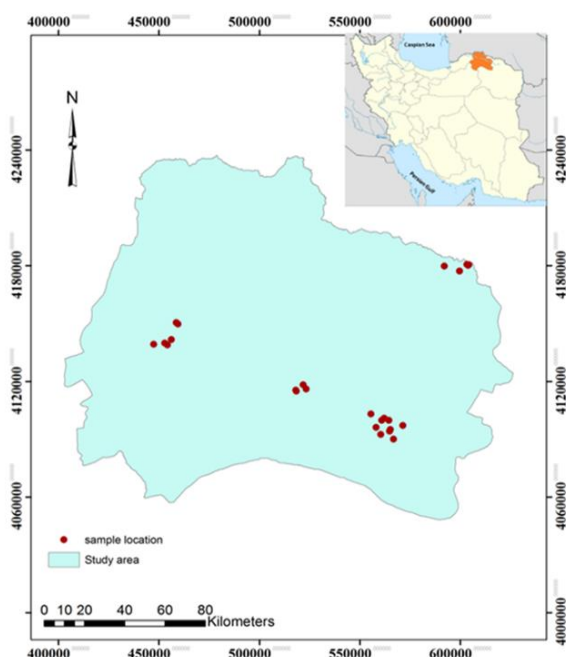 400000 450000 500000 550000 600000
Caspian Sea
Persian Gulf
N
4240000 4240000
4180000 4180000
4120000 4120000
4060000 4060000
4000000
sample location
Study area
0 10 20 40 60 80
Kilometers
400000 450000 500000 550000 600000